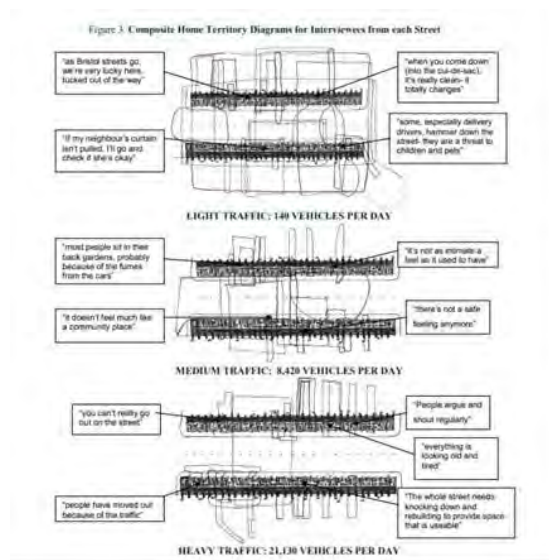 Figure 3 Composite Home Territory Diagrams for Interviewees from each Street
"as Bristol streets go,
we're very lucky here,
tucked out of the way"
"when you come down
(into the cul-de-sac),
it's really clean- it
totally changes"
"If my neighbour's curtain
isn't pulled, I'll go and
check if she's okay"
"some, especially delivery
drivers, hammer down the
street- they are a threat to
children and pets"
LIGHT TRAFFIC: 140 VEHICLES PER DAY
"most people sit in their
back gardens, probably
because of the fumes
from the cars"
"it's not as intimate a
feel as it used to have"
"it doesn't feel much like
a community place"
"there's not a safe
feeling anymore"
MEDIUM TRAFFIC: 8,420 VEHICLES PER DAY
"you can't really go
out on the street"
"People argue and
shout regularly"
"everything is
looking old and
tired"
"people have moved out
because of the traffic"
"The whole street needs
knocking down and
rebuilding to provide space
that is useable"
HEAVY TRAFFIC: 21,130 VEHICLES PER DAY